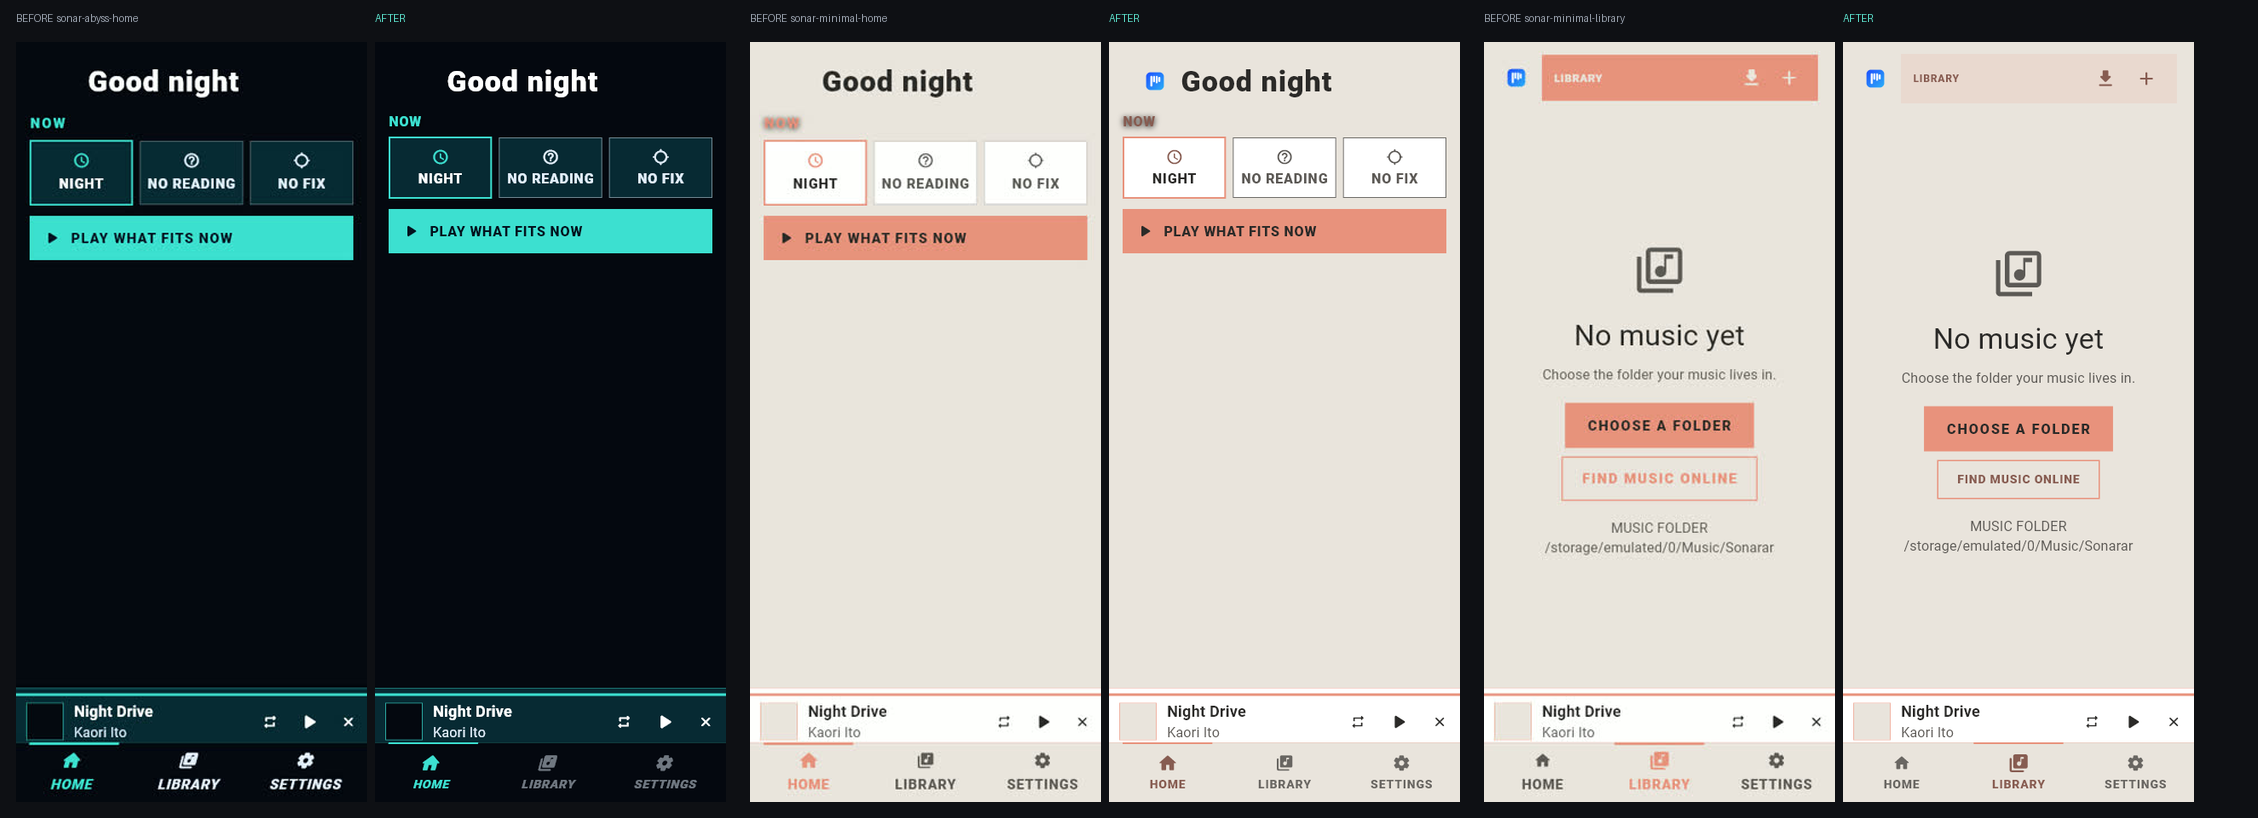 BEFORE sonar-abyss-home
Good night
NOW
NIGHT
NO READING
NO FIX
PLAY WHAT FITS NOW
Night Drive
Kaori Ito
HOME
LIBRARY
SETTINGS
AFTER
Good night
NOW
NIGHT
NO READING
NO FIX
PLAY WHAT FITS NOW
Night Drive
Kaori Ito
HOME
LIBRARY
SETTINGS
BEFORE sonar-minimal-home
Good night
NOW
NIGHT
NO READING
NO FIX
PLAY WHAT FITS NOW
Night Drive
Kaori Ito
HOME
LIBRARY
SETTINGS
AFTER
Good night
NOW
NIGHT
NO READING
NO FIX
PLAY WHAT FITS NOW
Night Drive
Kaori Ito
HOME
LIBRARY
SETTINGS
BEFORE sonar-minimal-library
LIBRARY
No music yet
Choose the folder your music lives in.
CHOOSE A FOLDER
FIND MUSIC ONLINE
MUSIC FOLDER
/storage/emulated/0/Music/Sonarar
Night Drive
Kaori Ito
HOME
LIBRARY
SETTINGS
AFTER
LIBRARY
No music yet
Choose the folder your music lives in.
CHOOSE A FOLDER
FIND MUSIC ONLINE
MUSIC FOLDER
/storage/emulated/0/Music/Sonarar
Night Drive
Kaori Ito
HOME
LIBRARY
SETTINGS